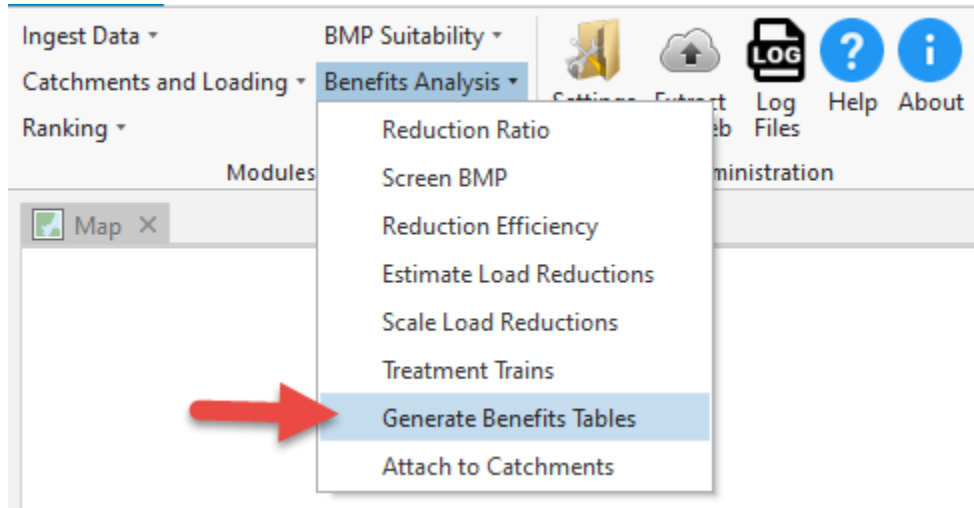 Ingest Data
BMP Suitability
Catchments and Loading
Benefits Analysis
Ranking
LOG
?
i
Log
Files
Help
About
Modules
Map
Reduction Ratio
Screen BMP
Reduction Efficiency
Estimate Load Reductions
Scale Load Reductions
Treatment Trains
Generate Benefits Tables
Attach to Catchments